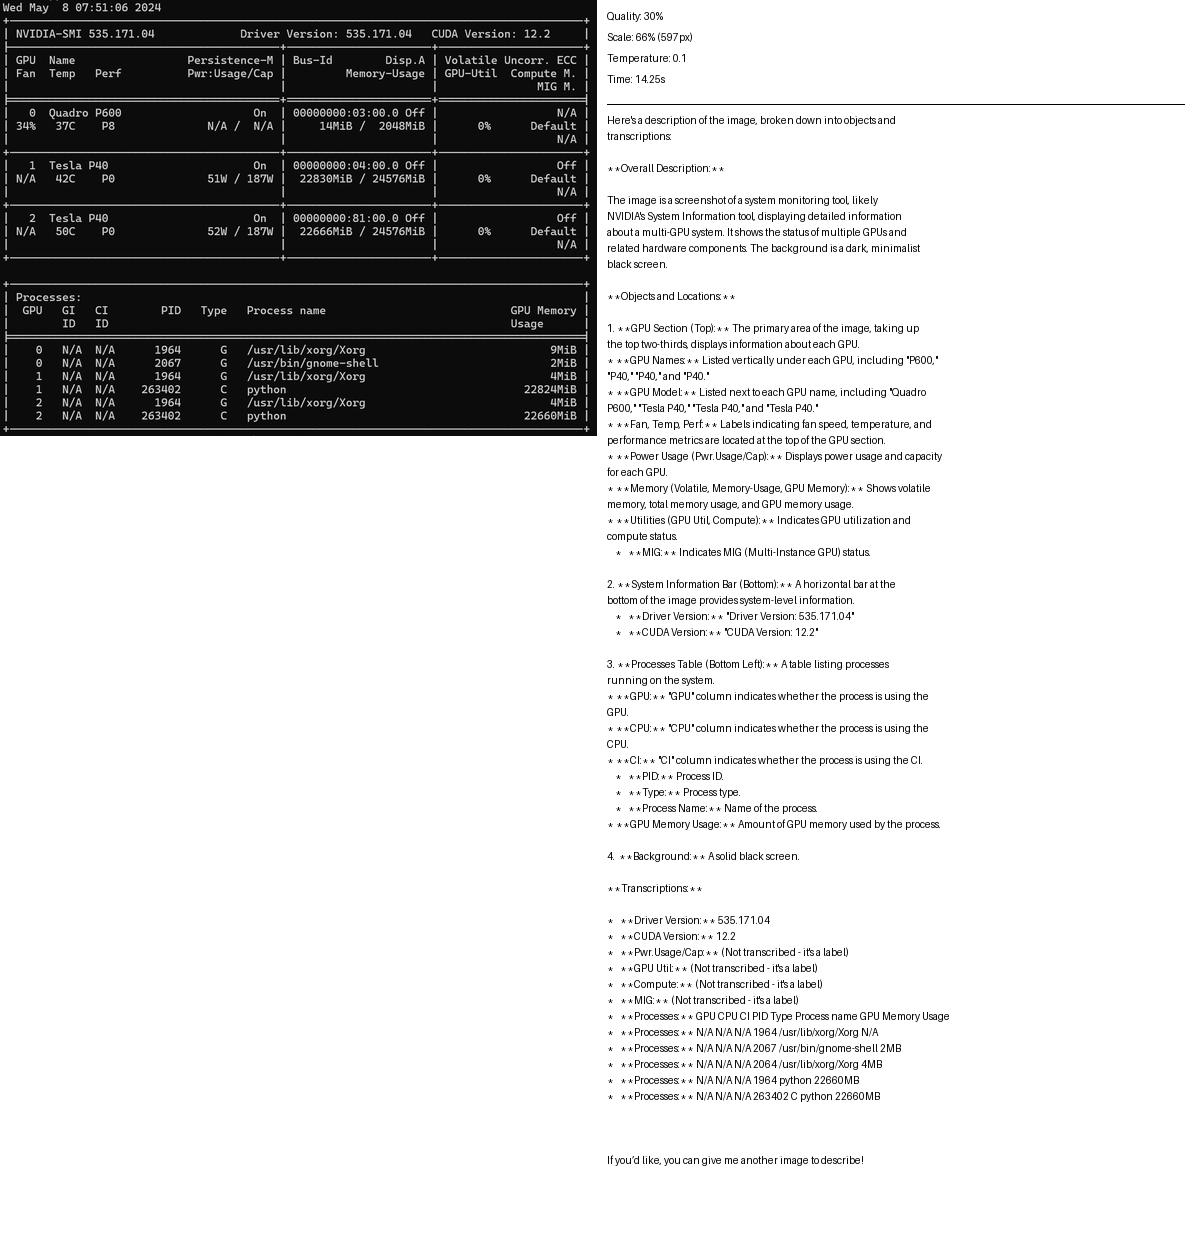 Wed May  8 07:51:06 2024
NVIDIA-SMI 535.171.04 Driver Version: 535.171.04 CUDA Version: 12.2
GPU Name Persistence-M | Bus-Id Disp.A | Volatile Uncorr. ECC
Fan Temp Perf Pwr:Usage/Cap | Memory-Usage | GPU-Util Compute M.
MIG M.
0 Quadro P600 On | 00000000:03:00.0 Off | N/A
34% 37C P8 N/A / N/A | 14MiB / 2048MiB | 0% Default
N/A
1 Tesla P40 On | 00000000:04:00.0 Off | Off
N/A 42C P0 51W / 187W | 22830MiB / 24576MiB | 0% Default
N/A
2 Tesla P40 On | 00000000:81:00.0 Off | Off
N/A 50C P0 52W / 187W | 22666MiB / 24576MiB | 0% Default
N/A
Processes:
GPU GI CI PID Type Process name GPU Memory
ID ID Usage
0 N/A N/A 1964 G /usr/lib/xorg/Xorg 9MiB
0 N/A N/A 2067 G /usr/bin/gnome-shell 2MiB
1 N/A N/A 1964 G /usr/lib/xorg/Xorg 4MiB
1 N/A N/A 263402 C python 22824MiB
2 N/A N/A 1964 G /usr/lib/xorg/Xorg 4MiB
2 N/A N/A 263402 C python 22660MiB
Quality: 30%
Scale: 66% (597px)
Temperature: 0.1
Time: 14.25s
Here's a description of the image, broken down into objects and
transcriptions:
**Overall Description:**
The image is a screenshot of a system monitoring tool, likely
NVIDIA's System Information tool, displaying detailed information
about a multi-GPU system. It shows the status of multiple GPUs and
related hardware components. The background is a dark, minimalist
black screen.
**Objects and Locations:**
1. **GPU Section (Top):** The primary area of the image, taking up
the top two-thirds, displays information about each GPU.
* **GPU Names:** Listed vertically under each GPU, including "P600,"
"P40," "P40," and "P40."
* **GPU Model:** Listed next to each GPU name, including "Quadro
P600," "Tesla P40," "Tesla P40," and "Tesla P40."
* **Fan, Temp, Perf:** Labels indicating fan speed, temperature, and
performance metrics are located at the top of the GPU section.
* **Power Usage (Pwr.Usage/Cap):** Displays power usage and capacity
for each GPU.
* **Memory (Volatile, Memory-Usage, GPU Memory):** Shows volatile
memory, total memory usage, and GPU memory usage.
* **Utilities (GPU Util, Compute):** Indicates GPU utilization and
compute status.
* **MIG:** Indicates MIG (Multi-Instance GPU) status.
2. **System Information Bar (Bottom):** A horizontal bar at the
bottom of the image provides system-level information.
* **Driver Version:** "Driver Version: 535.171.04"
* **CUDA Version:** "CUDA Version: 12.2"
3. **Processes Table (Bottom Left):** A table listing processes
running on the system.
* **GPU:** "GPU" column indicates whether the process is using the
GPU.
* **CPU:** "CPU" column indicates whether the process is using the
CPU.
* **CI:** "CI" column indicates whether the process is using the CI.
* **PID:** Process ID.
* **Type:** Process type.
* **Process Name:** Name of the process.
* **GPU Memory Usage:** Amount of GPU memory used by the process.
4. **Background:** A solid black screen.
**Transcriptions:**
* **Driver Version:** 535.171.04
* **CUDA Version:** 12.2
* **Pwr.Usage/Cap:** (Not transcribed - it's a label)
* **GPU Util:** (Not transcribed - it's a label)
* **Compute:** (Not transcribed - it's a label)
* **MIG:** (Not transcribed - it's a label)
* **Processes:** GPU CPU CI PID Type Process name GPU Memory Usage
* **Processes:** N/A N/A N/A 1964 /usr/lib/xorg/Xorg N/A
* **Processes:** N/A N/A N/A 2067 /usr/bin/gnome-shell 2MB
* **Processes:** N/A N/A N/A 2064 /usr/lib/xorg/Xorg 4MB
* **Processes:** N/A N/A N/A 1964 python 22660MB
* **Processes:** N/A N/A N/A 263402 C python 22660MB
If you'd like, you can give me another image to describe!